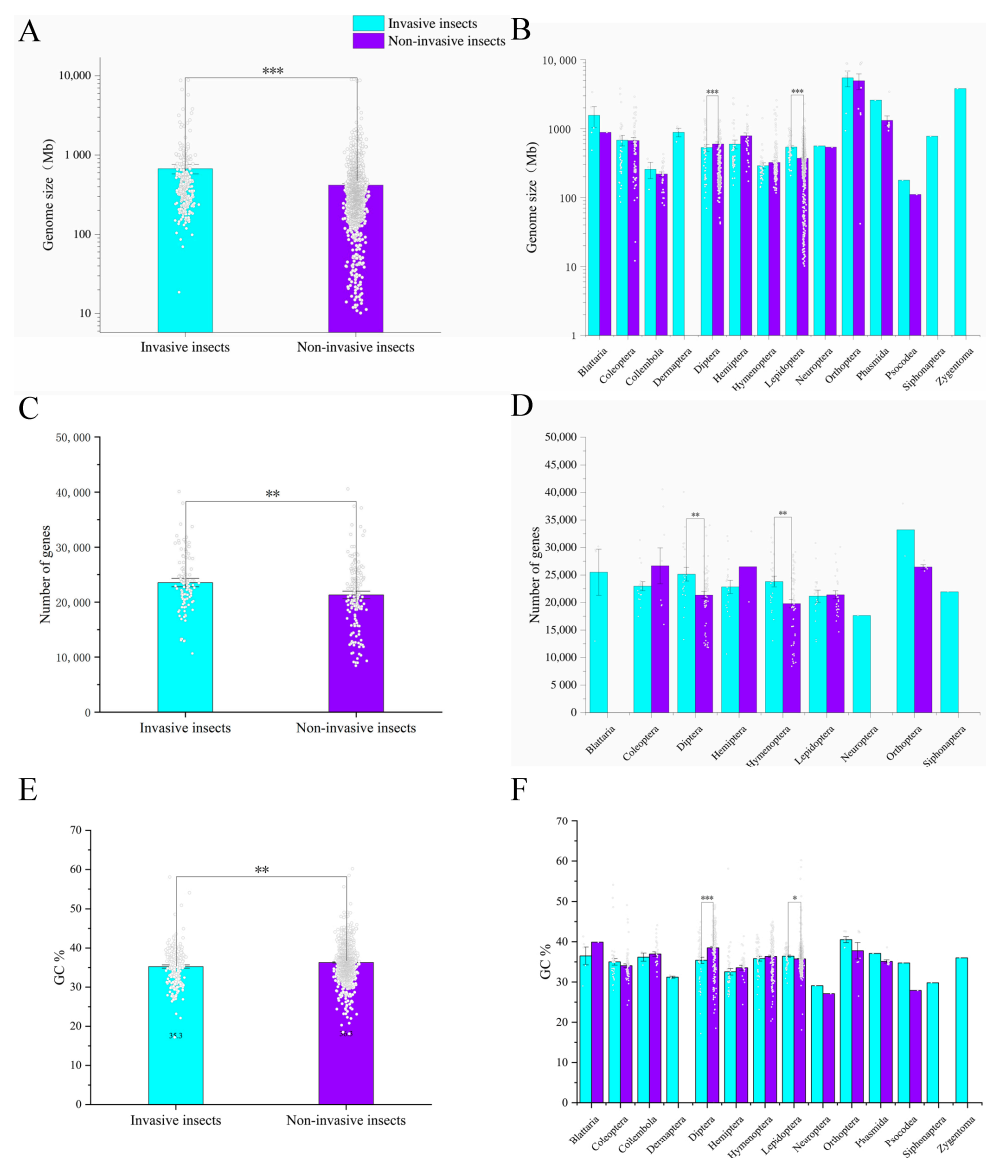 A
Invasive insects
Non-invasive insects
***
10, 000
1 000
100
10
Genome size (Mb)
Invasive insects
Non-invasive insects
B
10, 000
1000
100
10
1
Genome size (Mb)
***
***
Blattaria
Coleoptera
Collembola
Dermaptera
Diptera
Hemiptera
Hymenoptera
Lepidoptera
Neuroptera
Orthoptera
Phasmida
Psocodea
Siphonaptera
Zygentoma
C
50, 000
40, 000
30, 000
20, 000
10, 000
0
Number of genes
**
Invasive insects
Non-invasive insects
D
50,000
45,000
40,000
35,000
30,000
25,000
20,000
15,000
10,000
5 000
0
Number of genes
**
**
Blattaria
Coleoptera
Diptera
Hemiptera
Hymenoptera
Lepidoptera
Neuroptera
Orthoptera
Siphonaptera
E
70
60
50
40
30
20
10
0
GC %
**
35.3
Invasive insects
Non-invasive insects
F
70
60
50
40
30
20
10
0
GC %
***
*
Blattaria
Coleoptera
Collembola
Dermaptera
Diptera
Hemiptera
Hymenoptera
Lepidoptera
Neuroptera
Orthoptera
Phasmida
Psocodea
Siphonaptera
Zygentoma